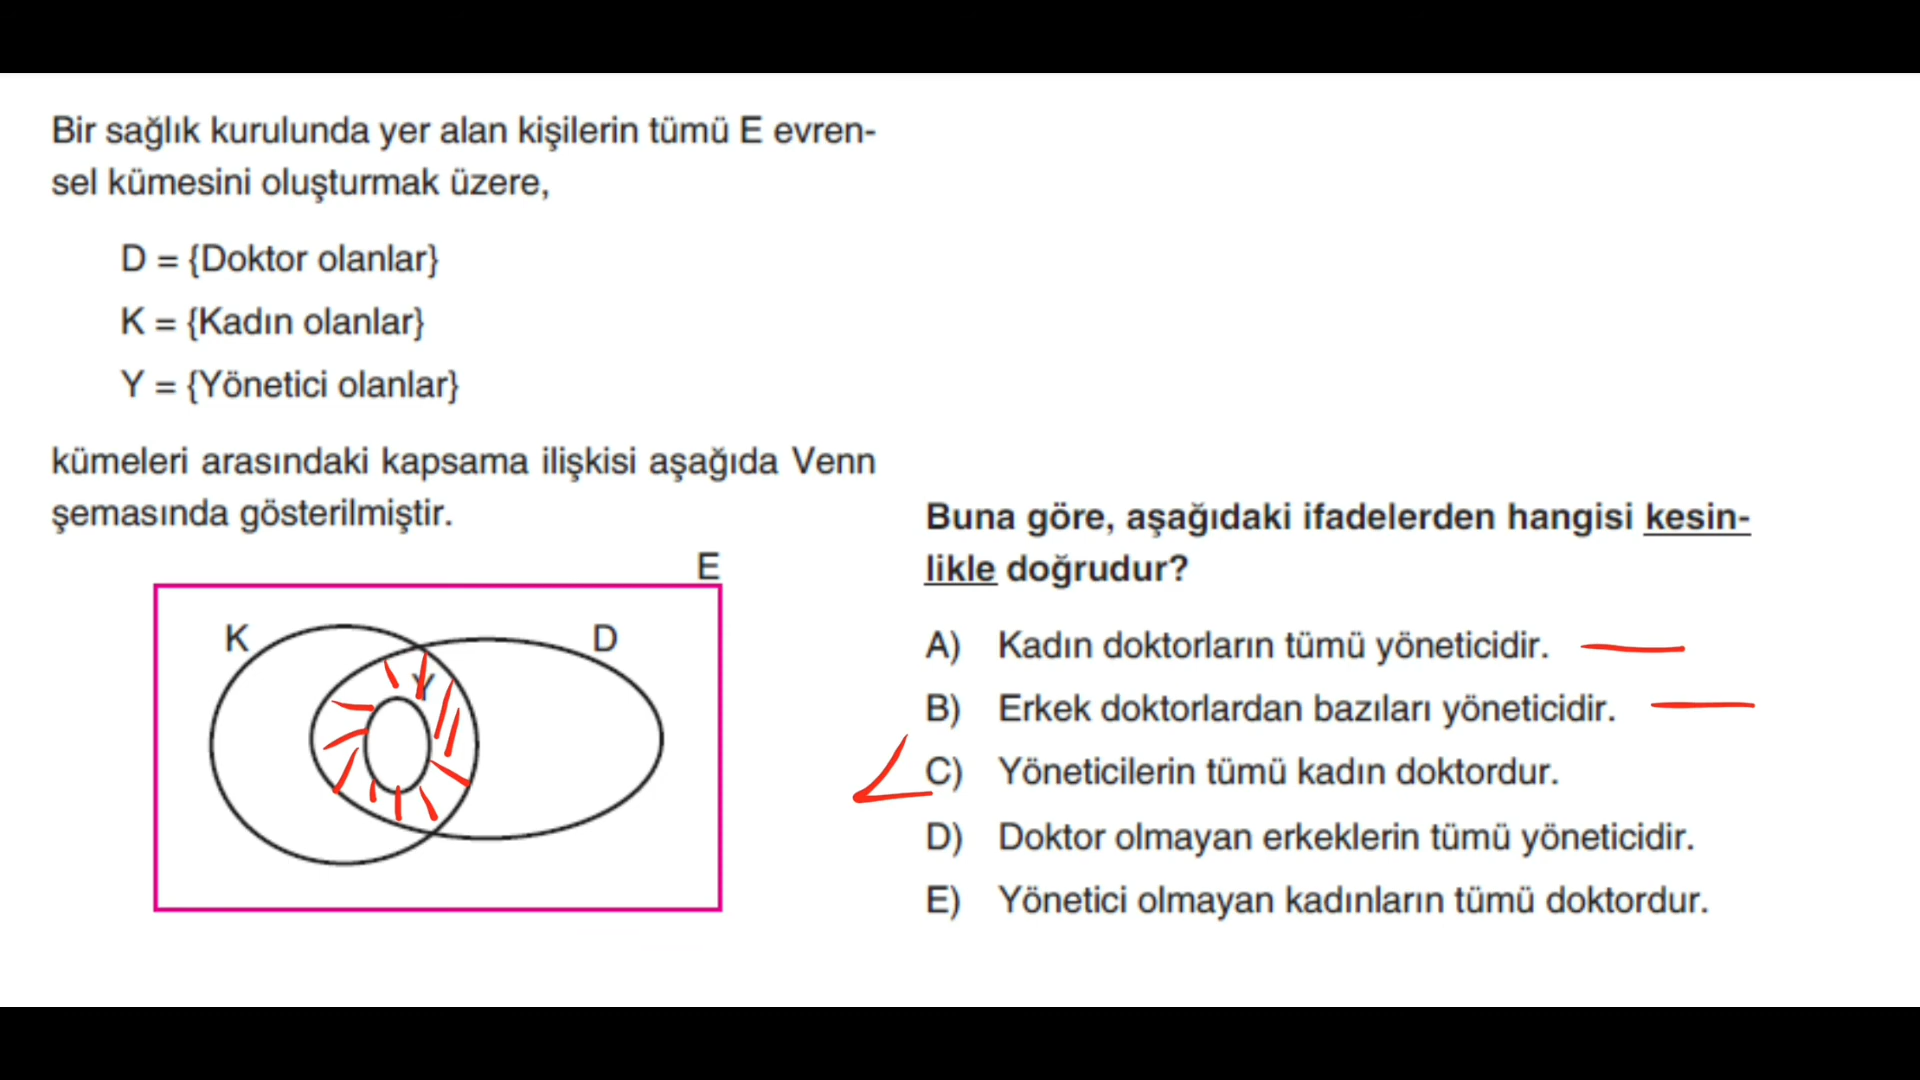 Bir sağlık kurulunda yer alan kişilerin tümü E evren-
sel kümesini oluşturmak üzere,
D = {Doktor olanlar}
K = {Kadın olanlar}
Y = {Yönetici olanlar}
kümeleri arasındaki kapsama ilişkisi aşağıda Venn
şemasında gösterilmiştir.
E
K
D
Y
Buna göre, aşağıdaki ifadelerden hangisi kesin-
likle doğrudur?
A) Kadın doktorların tümü yöneticidir.
B) Erkek doktorlardan bazıları yöneticidir.
C) Yöneticilerin tümü kadın doktordur.
D) Doktor olmayan erkeklerin tümü yöneticidir.
E) Yönetici olmayan kadınların tümü doktordur.